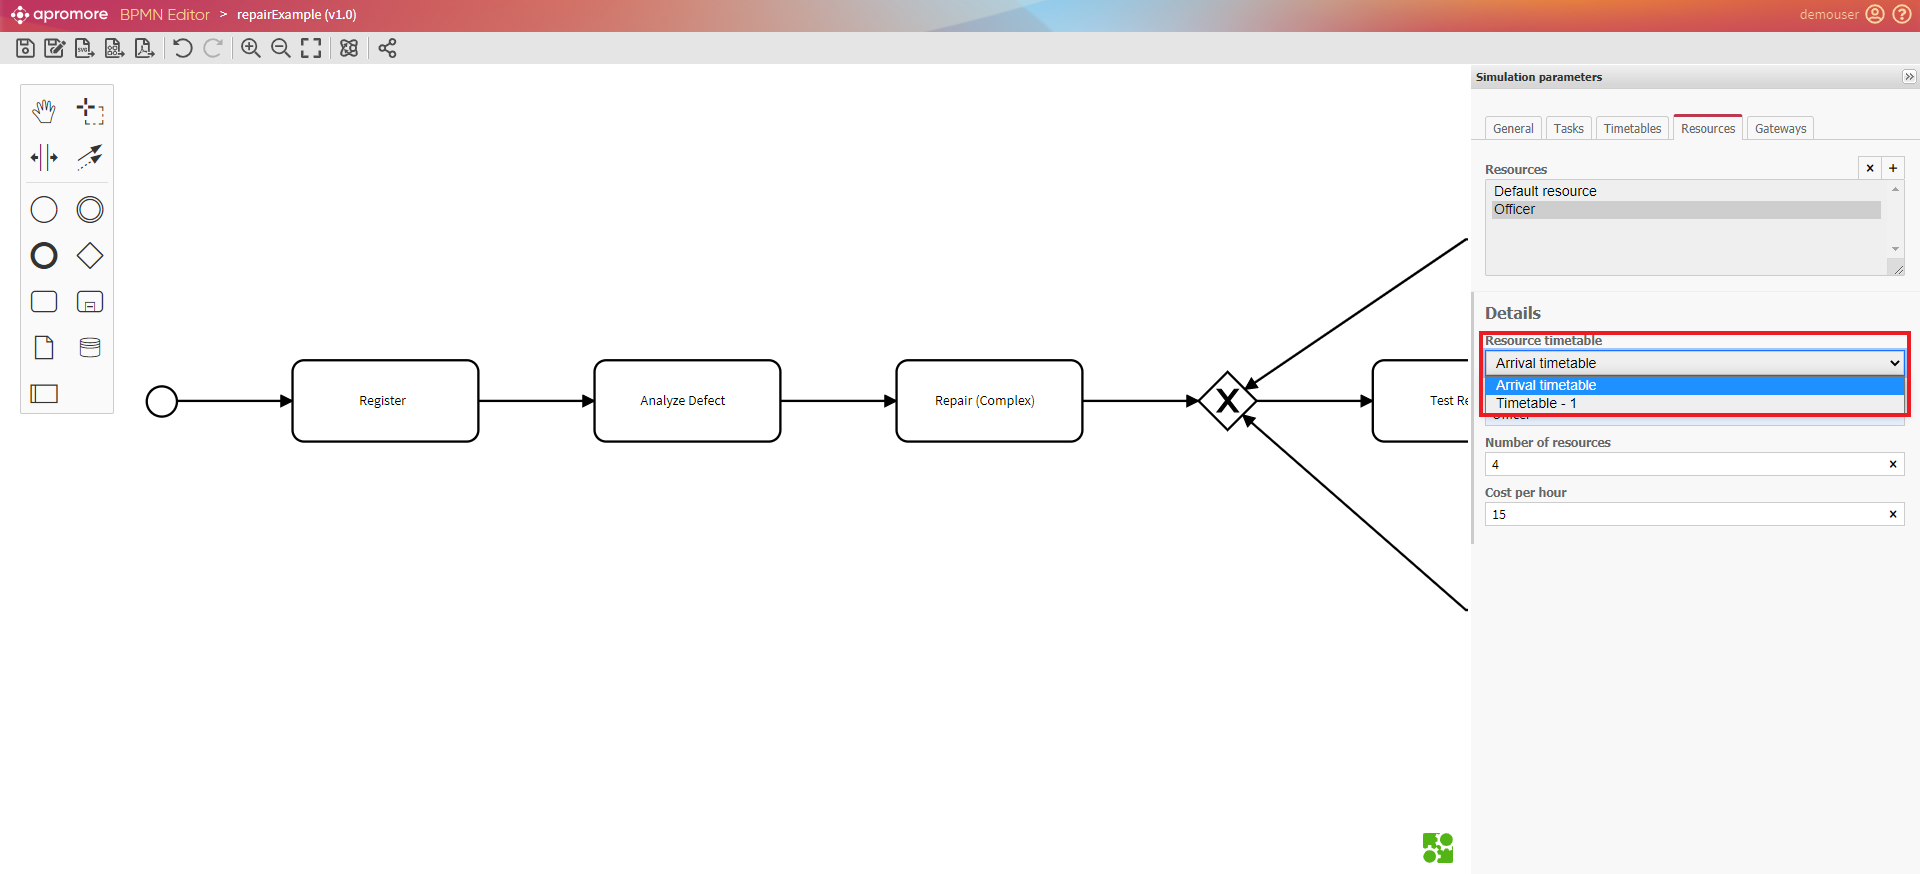 apromore BPMN Editor > repairExample (v1.0) demouser
Simulation parameters
General Tasks Timetables Resources Gateways
Resources × +
Default resource
Officer
Details
Resource timetable
Arrival timetable
Arrival timetable
Timetable - 1
Officer
Number of resources
4 ×
Cost per hour
15 ×
Register
Analyze Defect
Repair (Complex)
X
Test Re